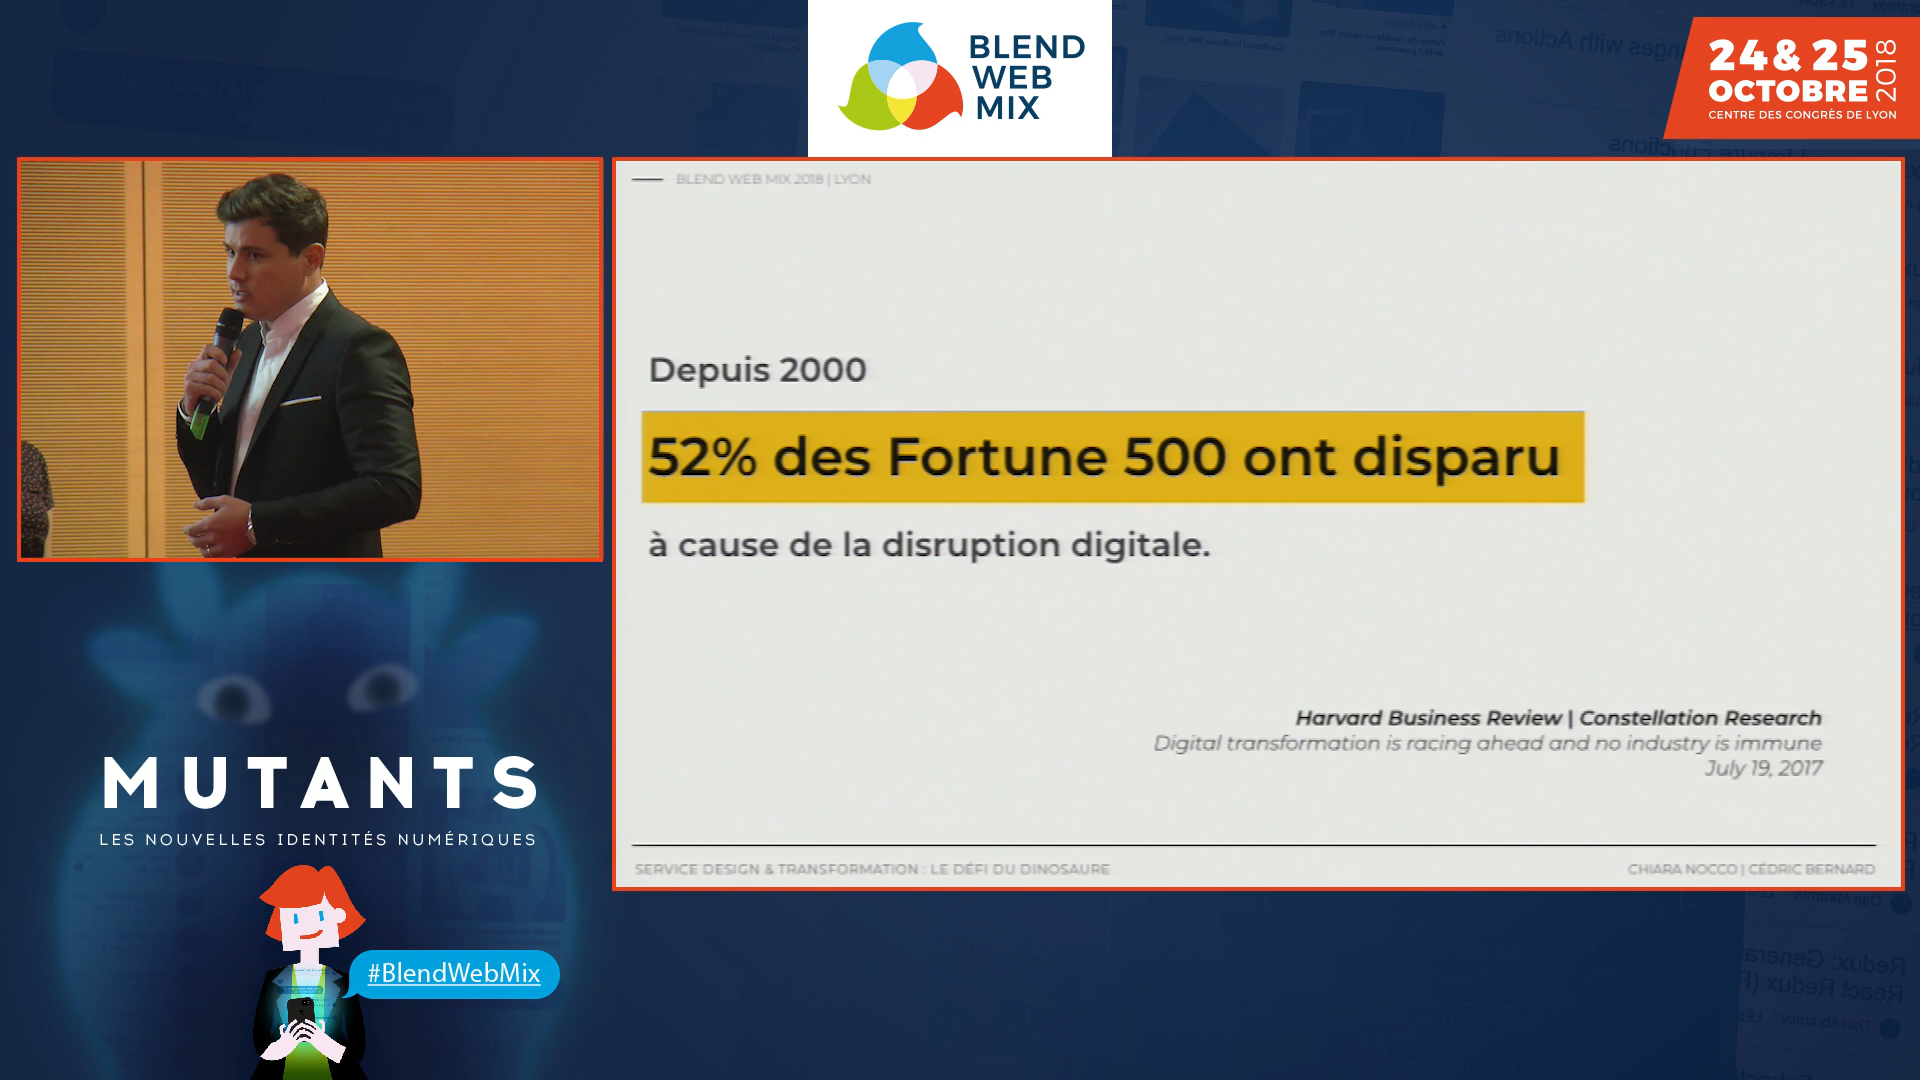 BLEND
WEB
MIX
24 & 25
OCTOBRE
2018
CENTRE DES CONGRÈS DE LYON
BLEND WEB MIX 2018 | LYON
Depuis 2000
52% des Fortune 500 ont disparu
à cause de la disruption digitale.
Harvard Business Review | Constellation Research
Digital transformation is racing ahead and no industry is immune
July 19, 2017
SERVICE DESIGN & TRANSFORMATION : LE DÉFI DU DINOSAURE
CHIARA NOCCO | CÉDRIC BERNARD
MUTANTS
LES NOUVELLES IDENTITÉS NUMÉRIQUES
#BlendWebMix